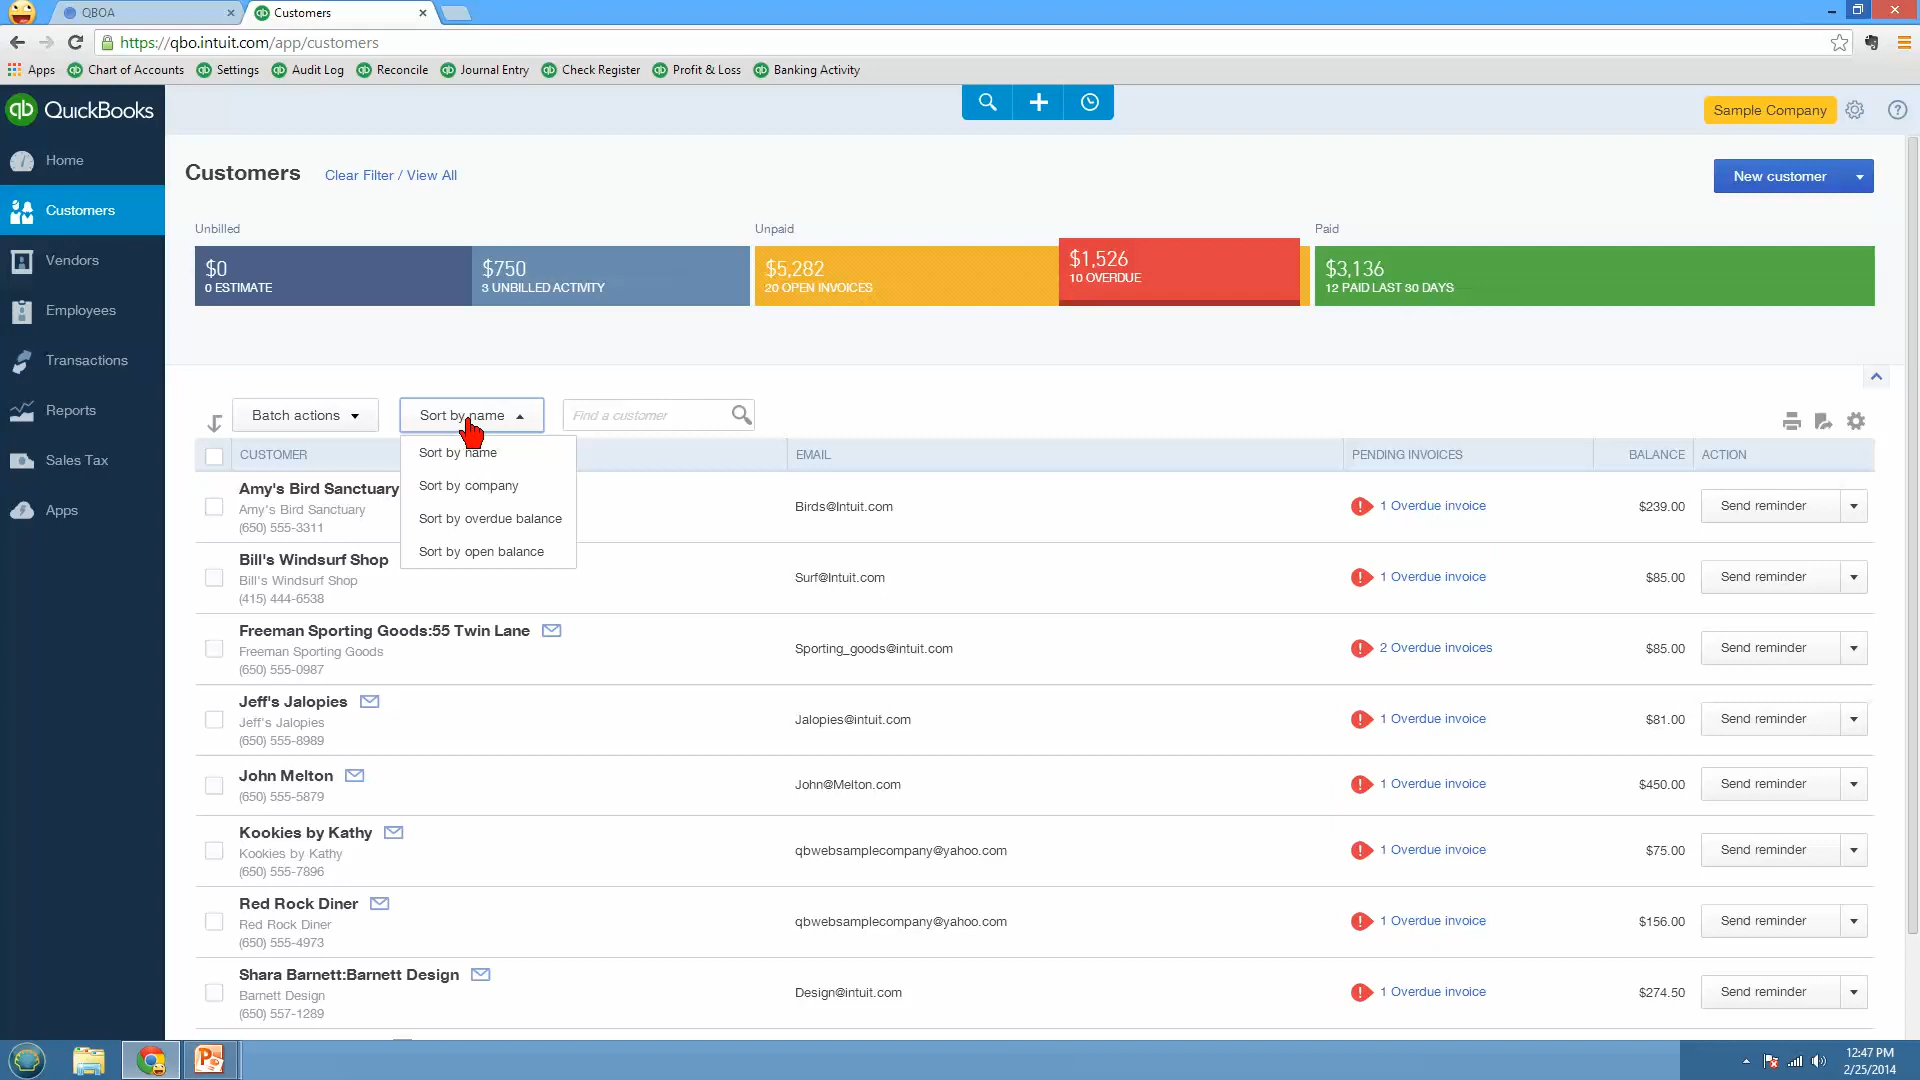 QBOA
Customers
https://qbo.intuit.com/app/customers
Apps
Chart of Accounts
Settings
Audit Log
Reconcile
Journal Entry
Check Register
Profit & Loss
Banking Activity
qb QuickBooks
Sample Company
Home
Customers
Vendors
Employees
Transactions
Reports
Sales Tax
Apps
Customers
Clear Filter / View All
New customer
Unbilled
Unpaid
Paid
$0
0 ESTIMATE
$750
3 UNBILLED ACTIVITY
$5,282
20 OPEN INVOICES
$1,526
10 OVERDUE
$3,136
12 PAID LAST 30 DAYS
Batch actions
Sort by name
Find a customer
Sort by name
Sort by company
Sort by overdue balance
Sort by open balance
CUSTOMER
EMAIL
PENDING INVOICES
BALANCE
ACTION
Amy's Bird Sanctuary
Amy's Bird Sanctuary
(650) 555-3311
Birds@Intuit.com
1 Overdue invoice
$239.00
Send reminder
Bill's Windsurf Shop
Bill's Windsurf Shop
(415) 444-6538
Surf@Intuit.com
1 Overdue invoice
$85.00
Send reminder
Freeman Sporting Goods:55 Twin Lane
Freeman Sporting Goods
(650) 555-0987
Sporting_goods@intuit.com
2 Overdue invoices
$85.00
Send reminder
Jeff's Jalopies
Jeff's Jalopies
(650) 555-8989
Jalopies@intuit.com
1 Overdue invoice
$81.00
Send reminder
John Melton
(650) 555-5879
John@Melton.com
1 Overdue invoice
$450.00
Send reminder
Kookies by Kathy
Kookies by Kathy
(650) 555-7896
qbwebsamplecompany@yahoo.com
1 Overdue invoice
$75.00
Send reminder
Red Rock Diner
Red Rock Diner
(650) 555-4973
qbwebsamplecompany@yahoo.com
1 Overdue invoice
$156.00
Send reminder
Shara Barnett:Barnett Design
Barnett Design
(650) 557-1289
Design@intuit.com
1 Overdue invoice
$274.50
Send reminder
12:47 PM
2/25/2014